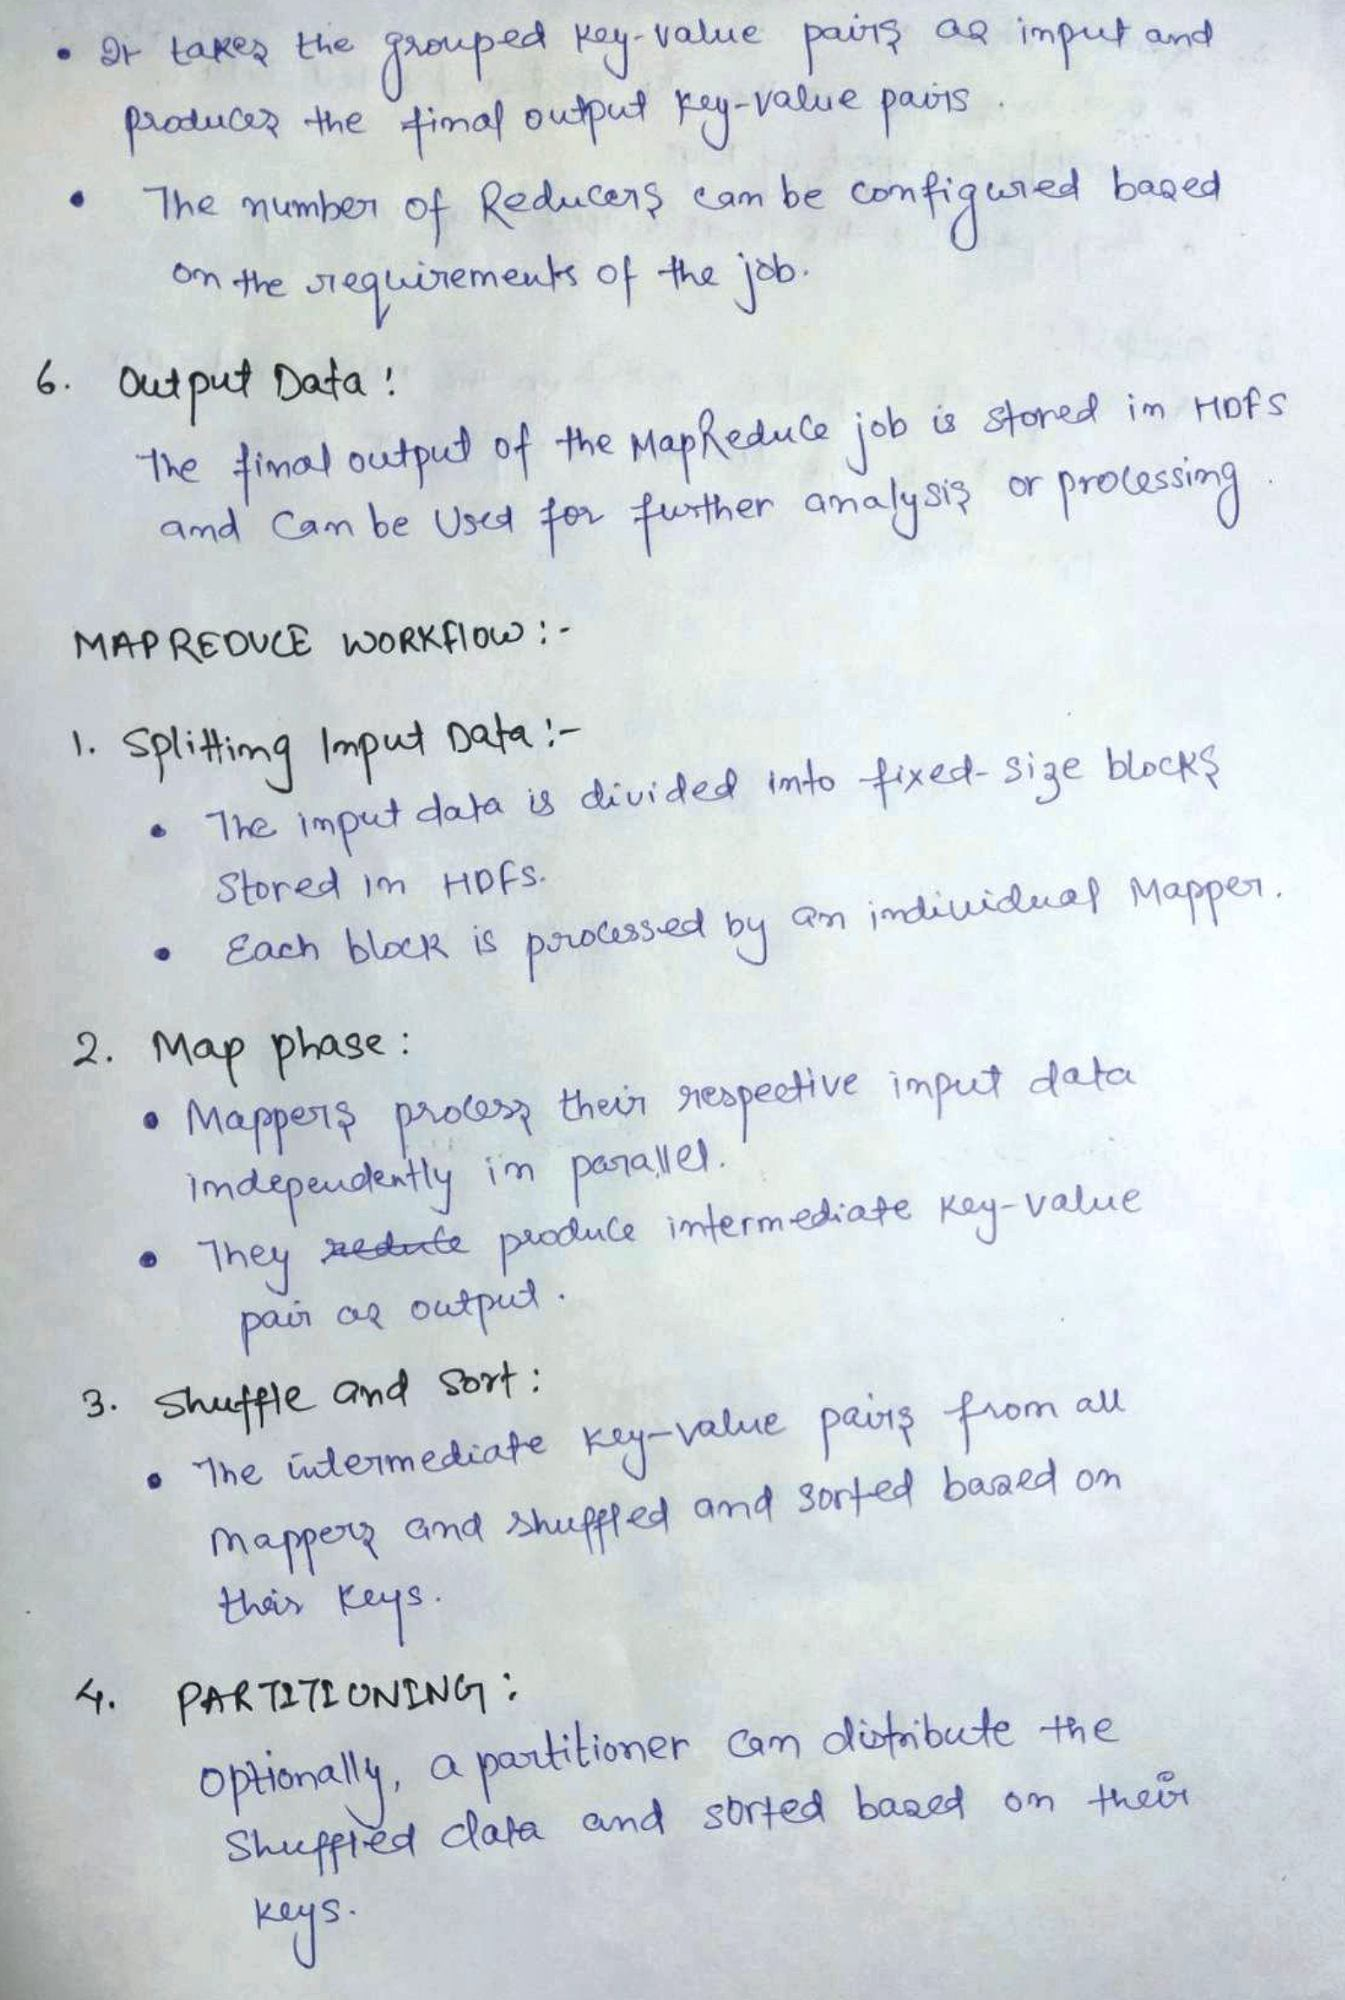 • It takes the grouped key-value pairs as input and
produces the final output key-value pairs.
• The number of Reducers can be configured based
on the requirements of the job.
6. Output Data :
The final output of the MapReduce job is stored in HDFS
and can be used for further analysis or processing.
MAPREDUCE WORKFLOW :-
1. Splitting Input Data :-
• The input data is divided into fixed-size blocks
Stored in HDFS.
• Each block is processed by an individual Mapper.
2. Map phase :
• Mappers process their respective input data
independently in parallel.
• They reduce produce intermediate key-value
pair as output.
3. Shuffle and Sort :
• The intermediate key-value pairs from all
mappers and shuffled and sorted based on
their keys.
4. PARTITIONING :
Optionally, a partitioner can distribute the
Shuffled data and sorted based on their
keys.